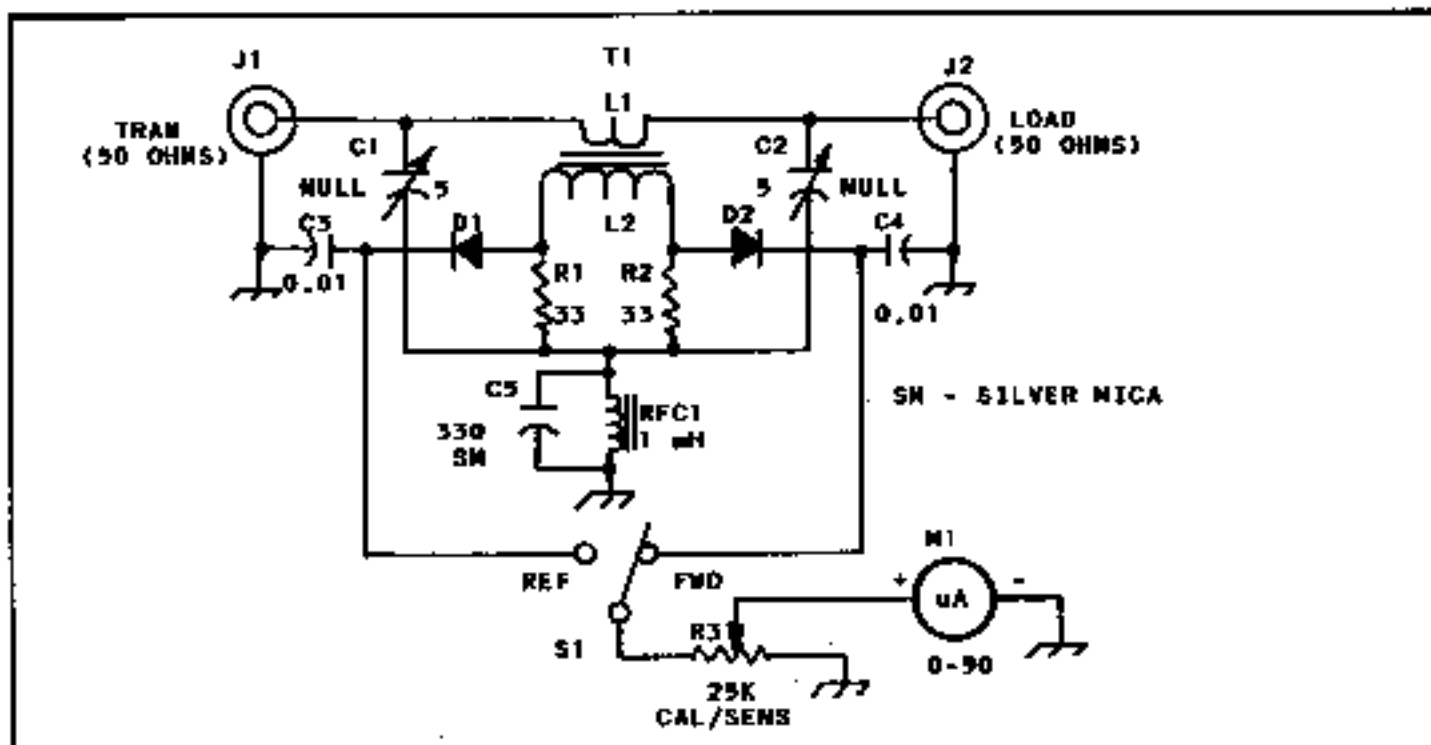 J1
T1
J2
L1
TRAN
(50 OHMS)
C1
C2
LOAD
(50 OHMS)
NULL
5
5
NULL
C3
D1
L2
D2
C4
0.01
R1
R2
0.01
33
33
C5
SM - SILVER MICA
330
SM
RFC1
1 mH
REF
FWD
M1
+
-
uA
S1
R3
0-50
25K
CAL/SENS